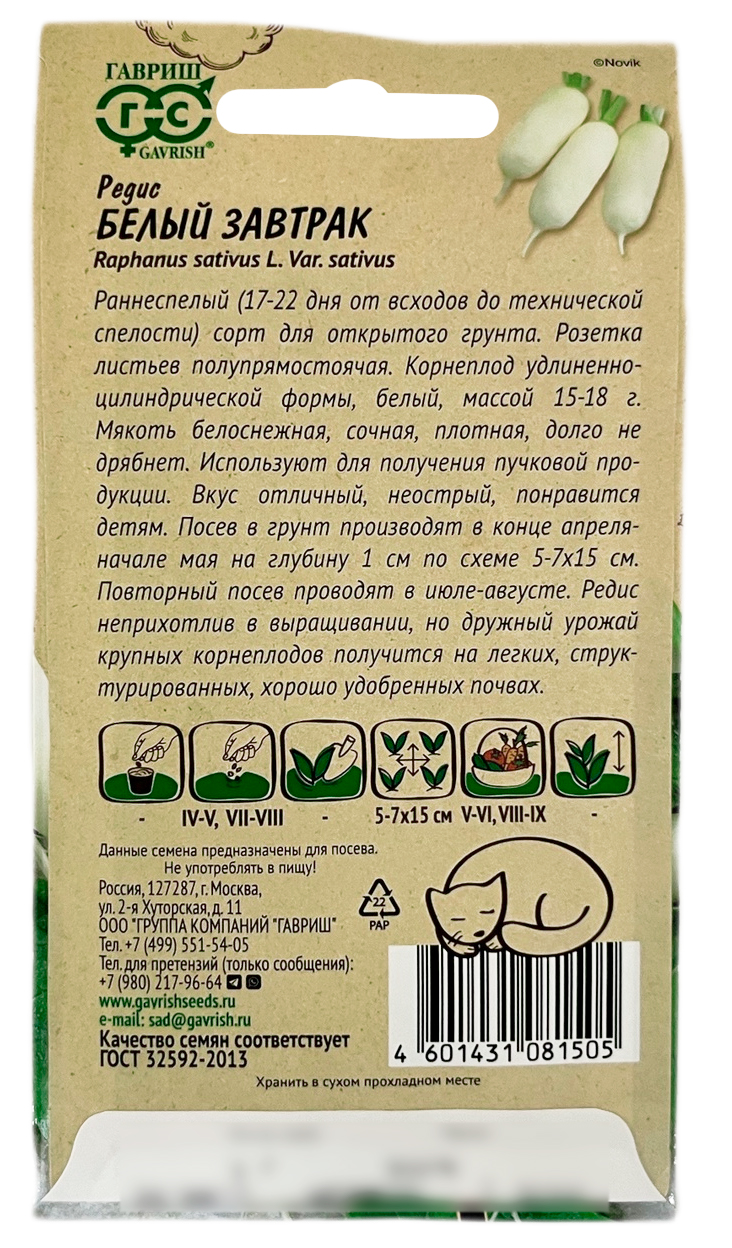 ГАВРИШ
ГС
GAVRISH®
©Novik
Редис
БЕЛЫЙ ЗАВТРАК
Raphanus sativus L. Var. sativus
Раннеспелый (17-22 дня от всходов до технической
спелости) сорт для открытого грунта. Розетка
листьев полупрямостоячая. Корнеплод удлиненно-
цилиндрической формы, белый, массой 15-18 г.
Мякоть белоснежная, сочная, плотная, долго не
дрябнет. Используют для получения пучковой про-
дукции. Вкус отличный, неострый, понравится
детям. Посев в грунт производят в конце апреля-
начале мая на глубину 1 см по схеме 5-7х15 см.
Повторный посев проводят в июле-августе. Редис
неприхотлив в выращивании, но дружный урожай
крупных корнеплодов получится на легких, струк-
турированных, хорошо удобренных почвах.
- IV-V, VII-VIII - 5-7х15 см V-VI, VIII-IX -
Данные семена предназначены для посева.
Не употреблять в пищу!
Россия, 127287, г. Москва,
ул. 2-я Хуторская, д. 11
ООО "ГРУППА КОМПАНИЙ "ГАВРИШ"
Тел. +7 (499) 551-54-05
Тел. для претензий (только сообщения):
+7 (980) 217-96-64
www.gavrishseeds.ru
e-mail: sad@gavrish.ru
Качество семян соответствует
ГОСТ 32592-2013
22
PAP
4 601431 081505
Хранить в сухом прохладном месте